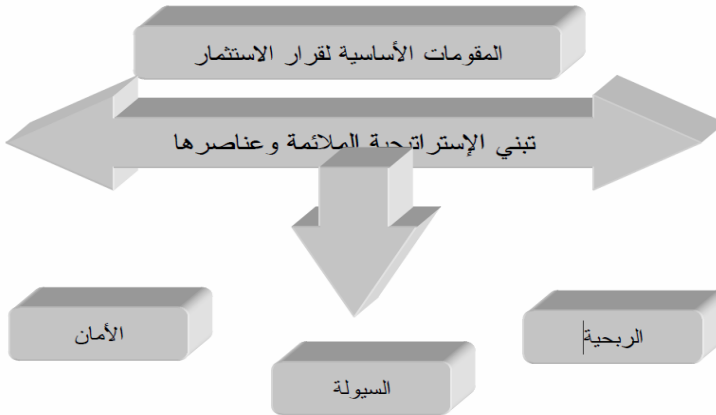 المقومات الأساسية لقرار الاستثمار
تبني الإستراتيجية الملائمة وعناصرها
الربحية
السيولة
الأمان